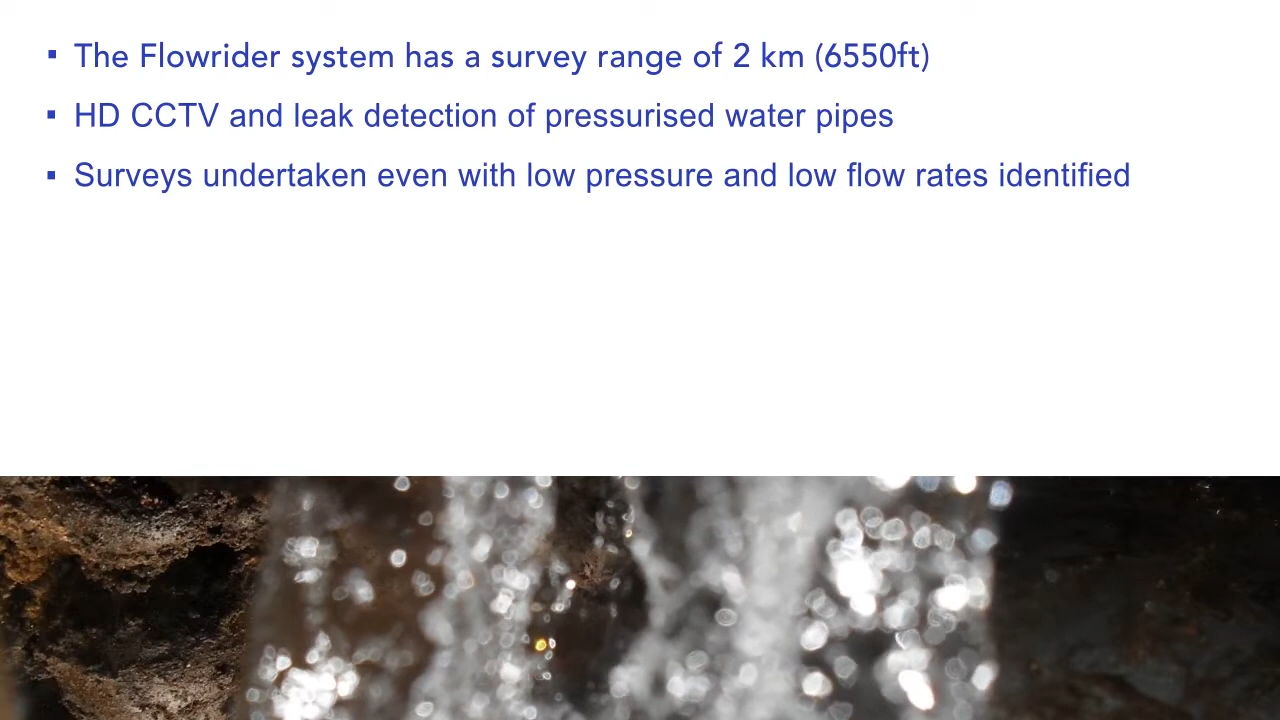 ▪ The Flowrider system has a survey range of 2 km (6550ft)
▪ HD CCTV and leak detection of pressurised water pipes
▪ Surveys undertaken even with low pressure and low flow rates identified